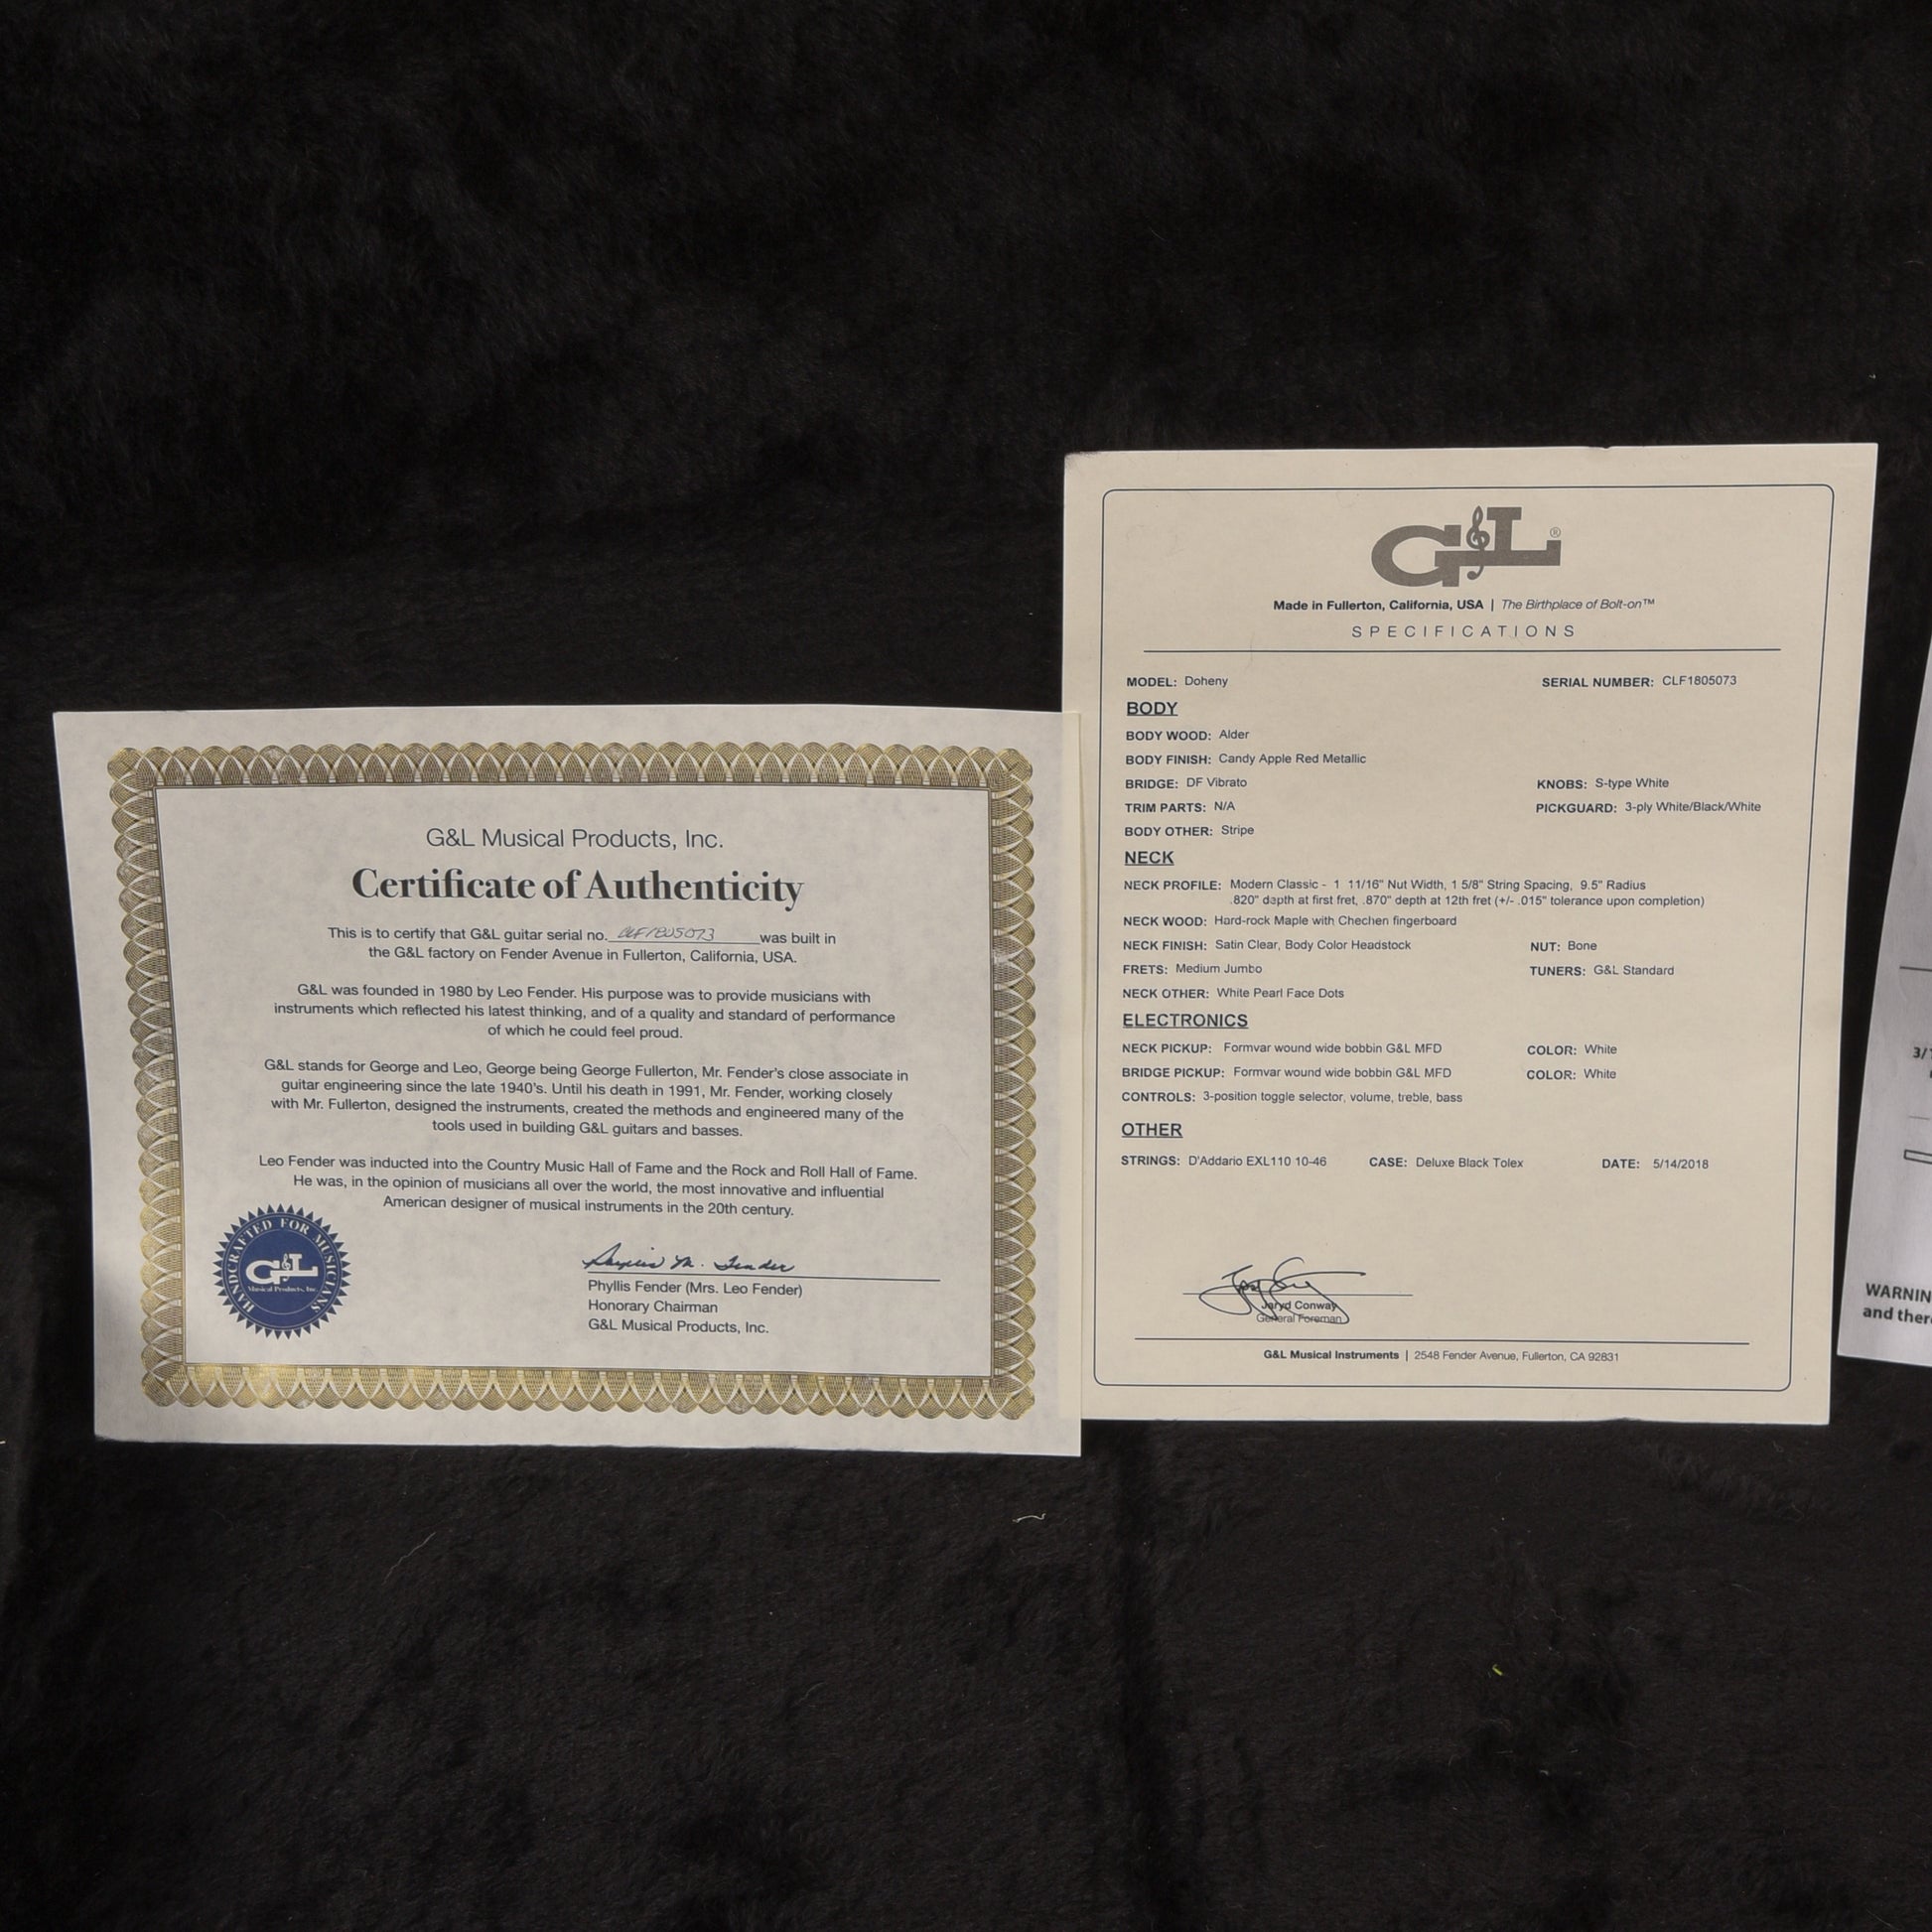 G&L Musical Products, Inc.
Certificate of Authenticity
This is to certify that G&L guitar serial no. CLF1805073 was built in
the G&L factory on Fender Avenue in Fullerton, California, USA.
G&L was founded in 1980 by Leo Fender. His purpose was to provide musicians with
instruments which reflected his latest thinking, and of a quality and standard of performance
of which he could feel proud.
G&L stands for George and Leo, George being George Fullerton, Mr. Fender's close associate in
guitar engineering since the late 1940's. Until his death in 1991, Mr. Fender, working closely
with Mr. Fullerton, designed the instruments, created the methods and engineered many of the
tools used in building G&L guitars and basses.
Leo Fender was inducted into the Country Music Hall of Fame and the Rock and Roll Hall of Fame.
He was, in the opinion of musicians all over the world, the most innovative and influential
American designer of musical instruments in the 20th century.
HANDCRAFTED FOR MUSICIANS
G&L
Musical Products, Inc.
Phyllis M. Fender
Phyllis Fender (Mrs. Leo Fender)
Honorary Chairman
G&L Musical Products, Inc.
G&L®
Made in Fullerton, California, USA | The Birthplace of Bolt-on™
SPECIFICATIONS
MODEL: Doheny SERIAL NUMBER: CLF1805073
BODY
BODY WOOD: Alder
BODY FINISH: Candy Apple Red Metallic
BRIDGE: DF Vibrato KNOBS: S-type White
TRIM PARTS: N/A PICKGUARD: 3-ply White/Black/White
BODY OTHER: Stripe
NECK
NECK PROFILE: Modern Classic - 1 11/16" Nut Width, 1 5/8" String Spacing, 9.5" Radius
.820" depth at first fret, .870" depth at 12th fret (+/- .015" tolerance upon completion)
NECK WOOD: Hard-rock Maple with Chechen fingerboard
NECK FINISH: Satin Clear, Body Color Headstock NUT: Bone
FRETS: Medium Jumbo TUNERS: G&L Standard
NECK OTHER: White Pearl Face Dots
ELECTRONICS
NECK PICKUP: Formvar wound wide bobbin G&L MFD COLOR: White
BRIDGE PICKUP: Formvar wound wide bobbin G&L MFD COLOR: White
CONTROLS: 3-position toggle selector, volume, treble, bass
OTHER
STRINGS: D'Addario EXL110 10-46 CASE: Deluxe Black Tolex DATE: 5/14/2018
Jaryd Conway
General Foreman
G&L Musical Instruments | 2548 Fender Avenue, Fullerton, CA 92831
3/
WARNIN
and ther